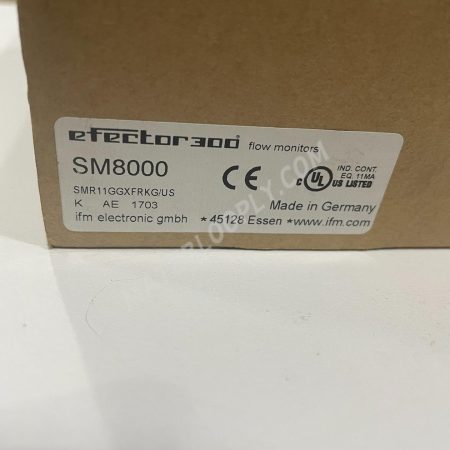 efector300® flow monitors
SM8000
SMR11GGXFRKG/US
K AE 1703
CE
c UL US LISTED
IND. CONT.
EQ. 11MA
Made in Germany
ifm electronic gmbh ★ 45128 Essen ★ www.ifm.com